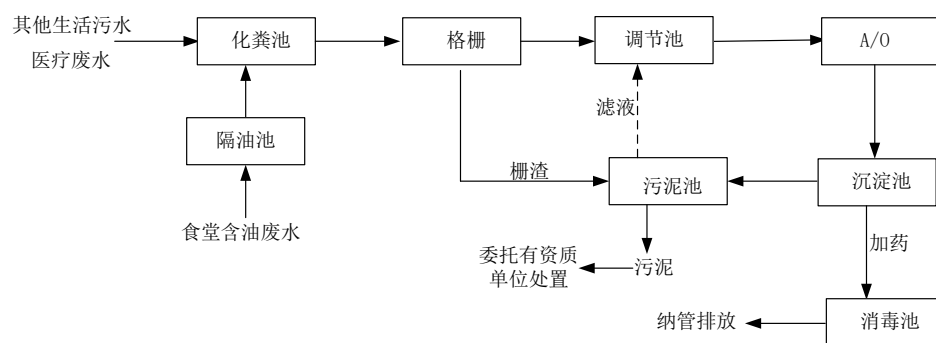 其他生活污水
医疗废水
化粪池
格栅
调节池
A/O
隔油池
滤液
食堂含油废水
栅渣
污泥池
沉淀池
加药
委托有资质
单位处置
污泥
纳管排放
消毒池